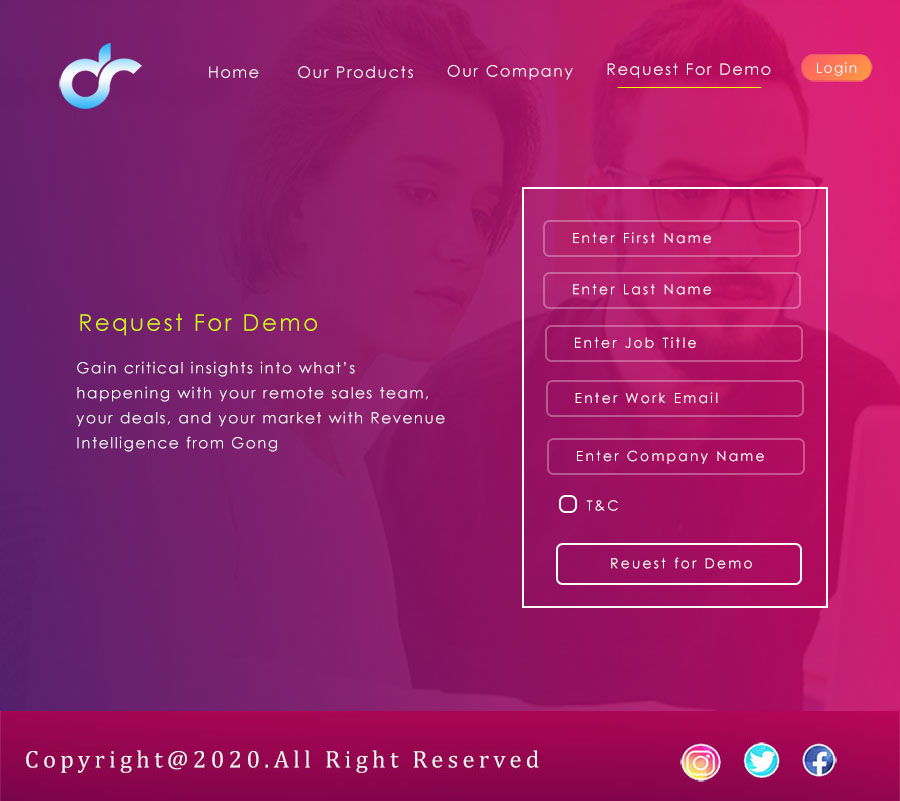 Home
Our Products
Our Company
Request For Demo
Login
Request For Demo
Gain critical insights into what's
happening with your remote sales team,
your deals, and your market with Revenue
Intelligence from Gong
Enter First Name
Enter Last Name
Enter Job Title
Enter Work Email
Enter Company Name
T&C
Reuest for Demo
Copyright@2020.All Right Reserved